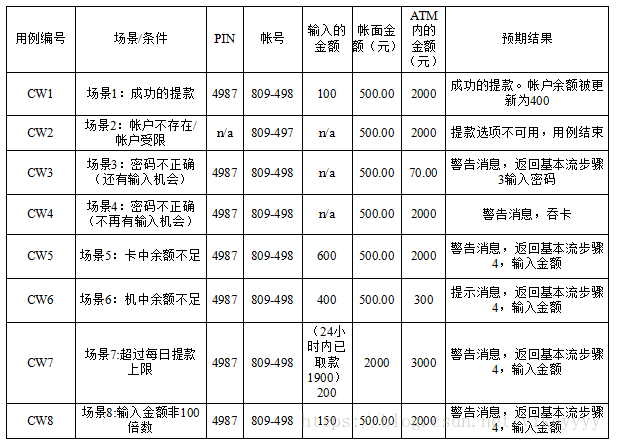 用例编号 场景/条件 PIN 帐号 输入的金额 帐面金额（元） ATM内的金额（元） 预期结果
CW1 场景1：成功的提款 4987 809-498 100 500.00 2000 成功的提款。帐户余额被更新为400
CW2 场景2：帐户不存在/帐户受限 n/a 809-497 n/a 500.00 2000 提款选项不可用，用例结束
CW3 场景3：密码不正确（还有输入机会） 4987 809-498 n/a 500.00 70.00 警告消息，返回基本流步骤3输入密码
CW4 场景4：密码不正确（不再有输入机会） 4987 809-498 n/a 500.00 2000 警告消息，吞卡
CW5 场景5：卡中余额不足 4987 809-498 600 500.00 2000 警告消息，返回基本流步骤4，输入金额
CW6 场景6：机中余额不足 4987 809-498 400 500.00 300 提示消息，返回基本流步骤4，输入金额
CW7 场景7:超过每日提款上限 4987 809-498 （24小时内已取款1900）200 2000 3000 警告消息，返回基本流步骤4，输入金额
CW8 场景8:输入金额非100倍数 4987 809-498 150 500.00 2000 警告消息，返回基本流步骤4，输入金额